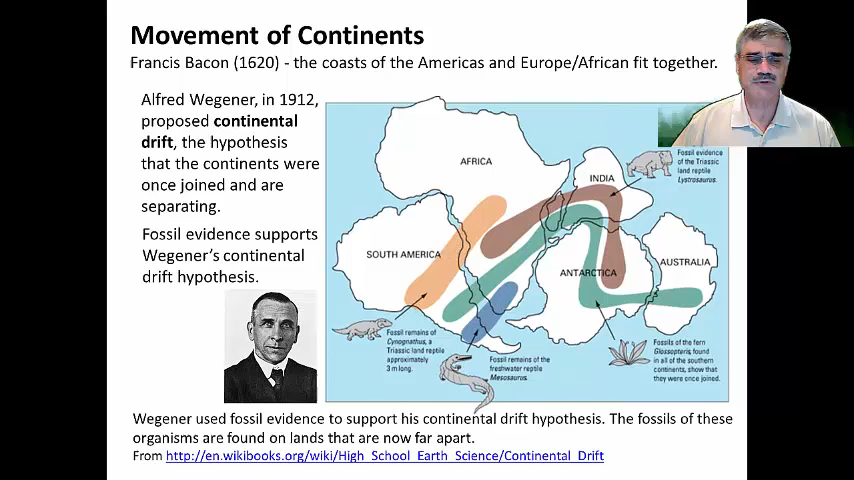 Movement of Continents
Francis Bacon (1620) - the coasts of the Americas and Europe/African fit together.
Alfred Wegener, in 1912,
proposed continental
drift, the hypothesis
that the continents were
once joined and are
separating.
Fossil evidence supports
Wegener's continental
drift hypothesis.
AFRICA
INDIA
SOUTH AMERICA
ANTARCTICA
AUSTRALIA
Fossil evidence
of the Triassic
land reptile
Lystrosaurus.
Fossil remains of
Cynognathus, a
Triassic land reptile
approximately
3 m long.
Fossil remains of the
freshwater reptile
Mesosaurus.
Fossils of the fern
Glossopteris, found
in all of the southern
continents, show that
they were once joined.
Wegener used fossil evidence to support his continental drift hypothesis. The fossils of these
organisms are found on lands that are now far apart.
From http://en.wikibooks.org/wiki/High_School_Earth_Science/Continental_Drift